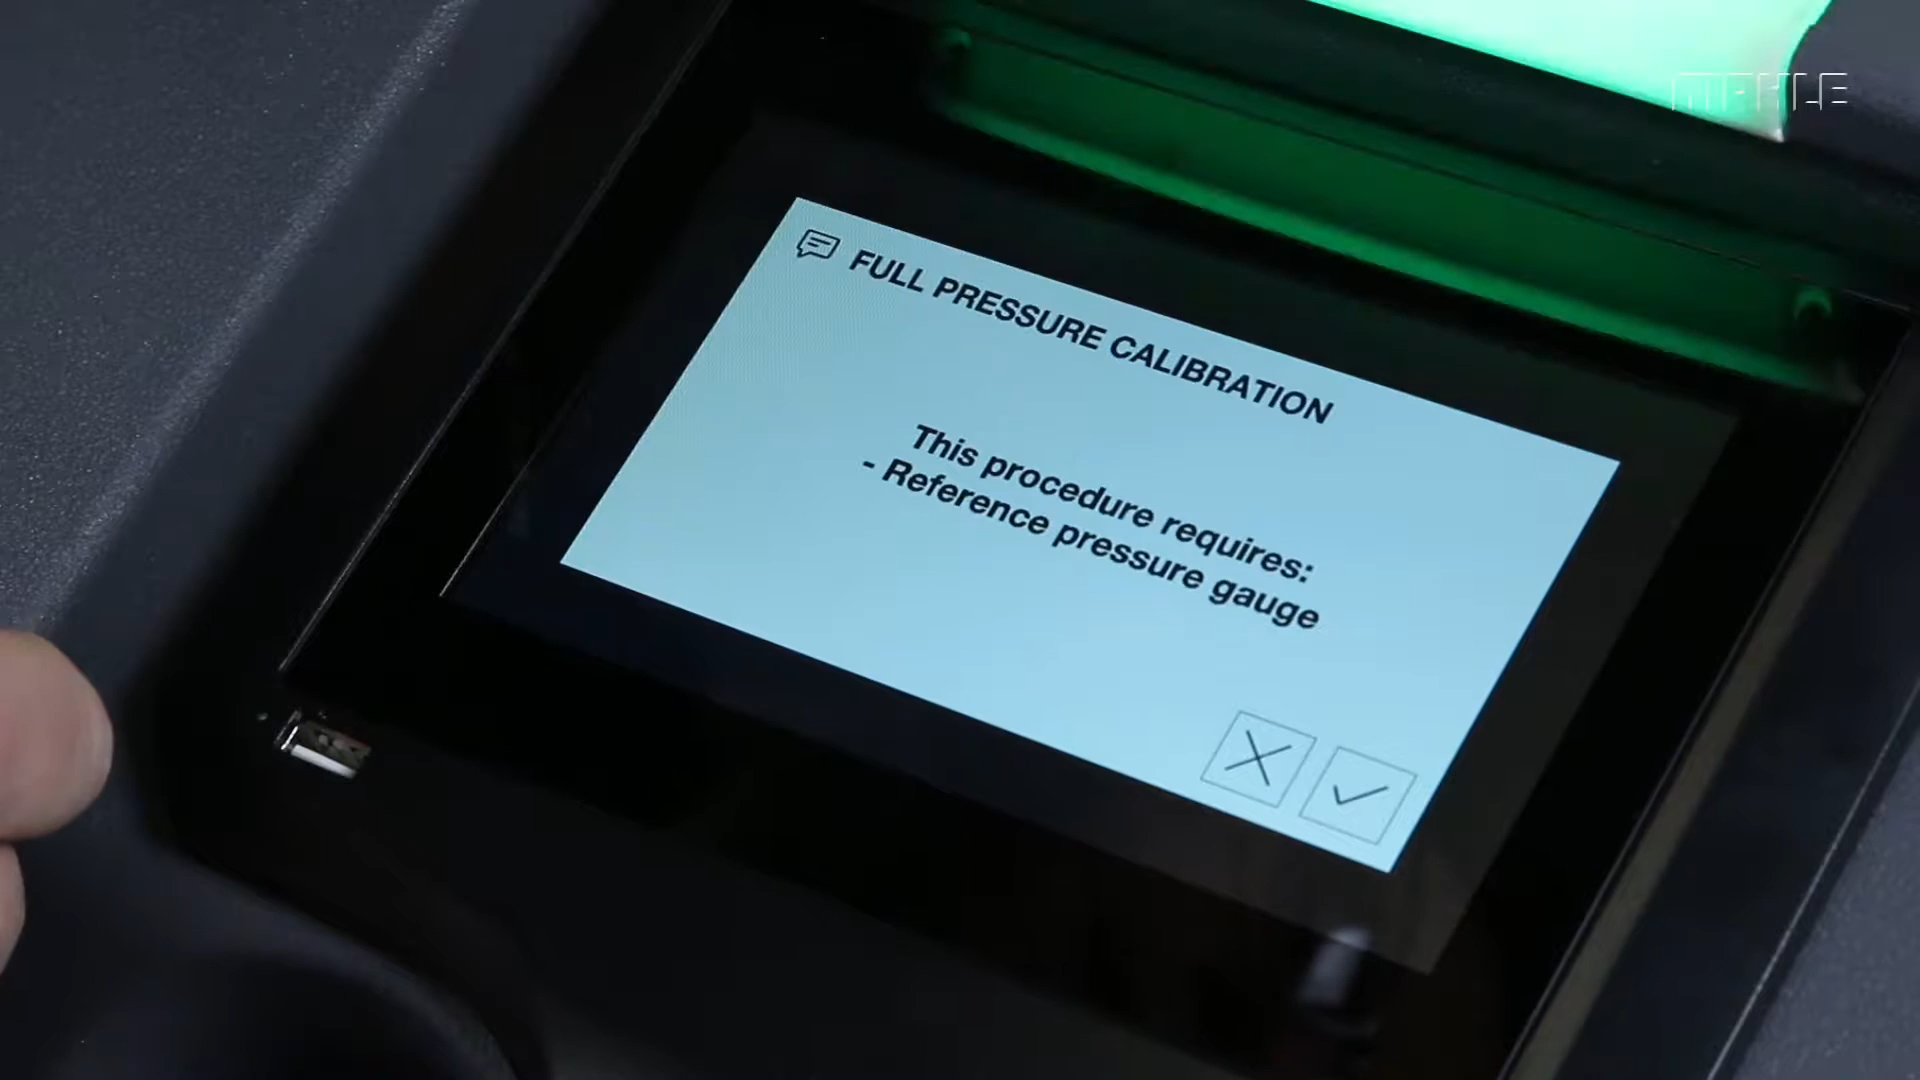 MAHLE
FULL PRESSURE CALIBRATION
This procedure requires:
- Reference pressure gauge